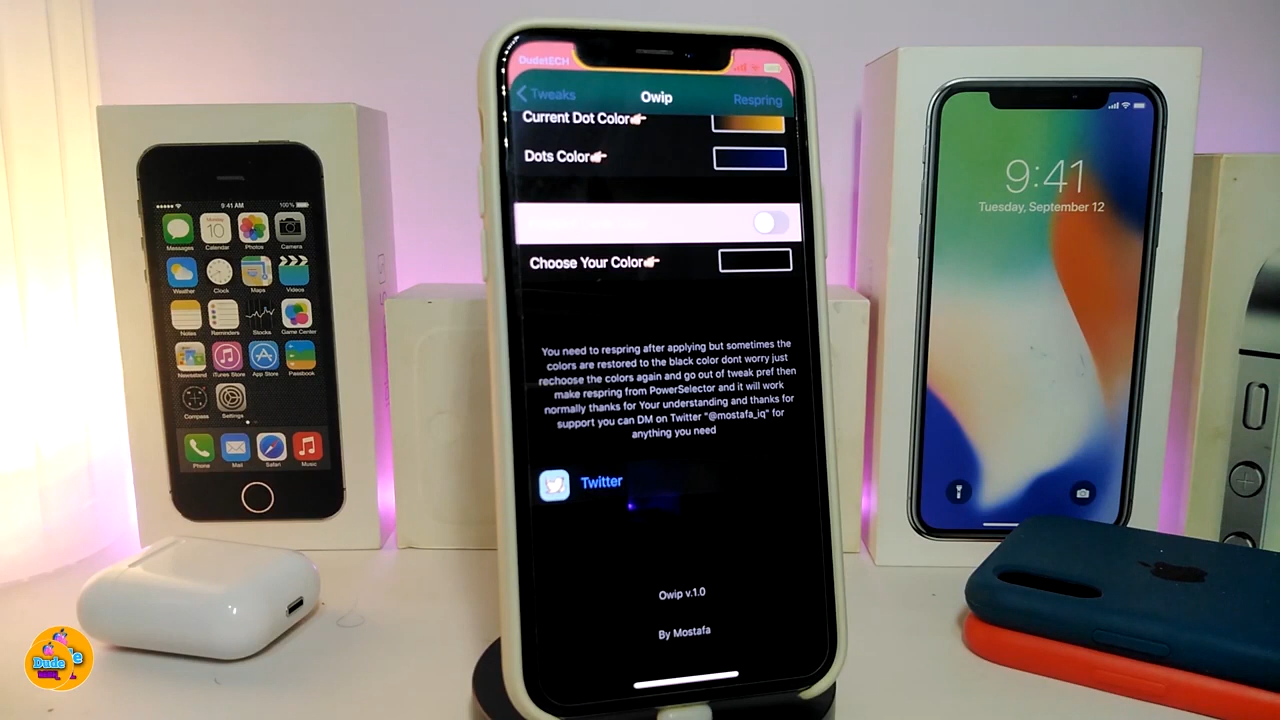 DudetECH
Tweaks
Owip
Respring
Current Dot Color👉
Dots Color👉
Choose Your Color👉
You need to respring after applying but sometimes the
colors are restored to the black color dont worry just
rechoose the colors again and go out of tweak pref then
make respring from PowerSelector and it will work
normally thanks for Your understanding and thanks for
support you can DM on Twitter "@mostafa_iq" for
anything you need
Twitter
Owip v.1.0
By Mostafa
9:41 AM
100%
Messages
Calendar
Photos
Camera
Monday
10
Weather
Clock
Maps
Videos
Notes
Reminders
Stocks
Game Center
Newsstand
iTunes Store
App Store
Passbook
Compass
Settings
Phone
Mail
Safari
Music
9:41
Tuesday, September 12
Dude